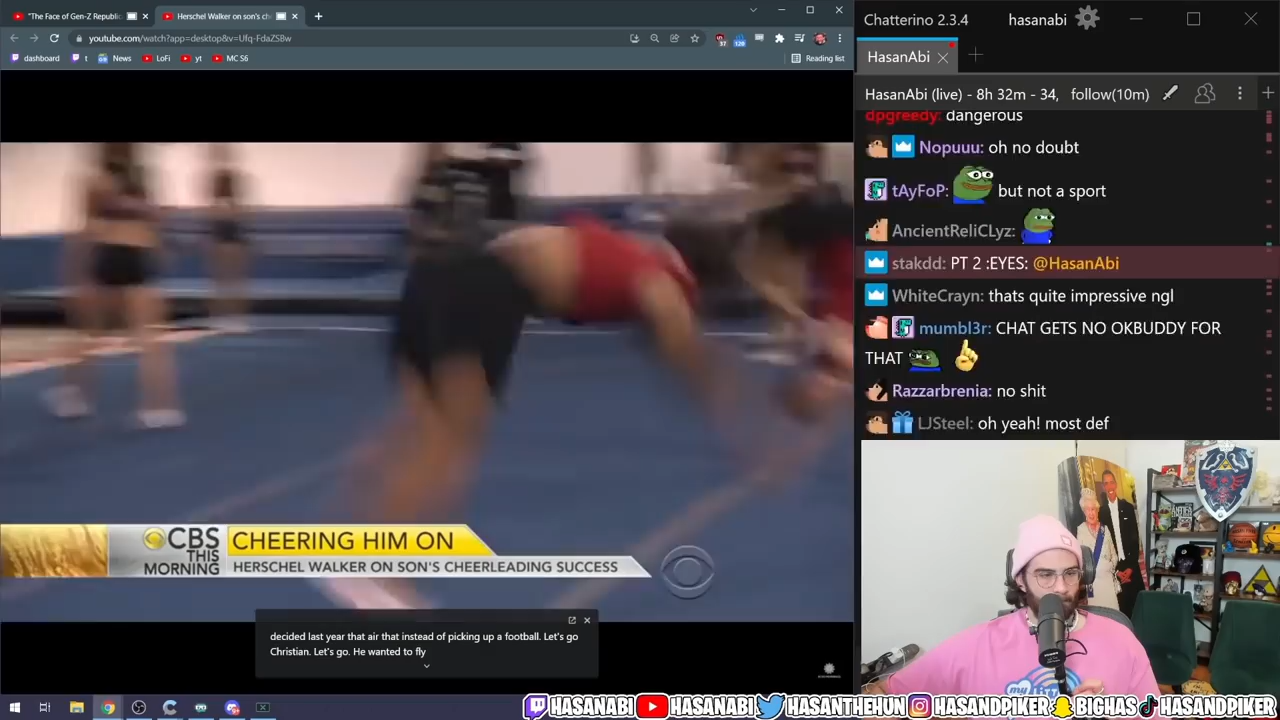 "The Face of Gen-Z Republic
Herschel Walker on son's che
youtube.com/watch?app=desktop&v=Ufq-FdaZSBw
37
120
dashboard
t
News
LoFi
yt
MC S6
Reading list
CBS
THIS
MORNING
CHEERING HIM ON
HERSCHEL WALKER ON SON'S CHEERLEADING SUCCESS
decided last year that air that instead of picking up a football. Let's go
Christian. Let's go. He wanted to fly
Chatterino 2.3.4
hasanabi
HasanAbi
HasanAbi (live) - 8h 32m - 34,
follow(10m)
dpgreedy: dangerous
Nopuuu: oh no doubt
tAyFoP: but not a sport
AncientReliCLyz:
stakdd: PT 2 :EYES: @HasanAbi
WhiteCrayn: thats quite impressive ngl
mumbl3r: CHAT GETS NO OKBUDDY FOR
THAT
Razzarbrenia: no shit
LJSteel: oh yeah! most def
HASANABI
HASANABI
HASANTHEHUN
HASANDPIKER
BIGHAS
HASANDPIKER